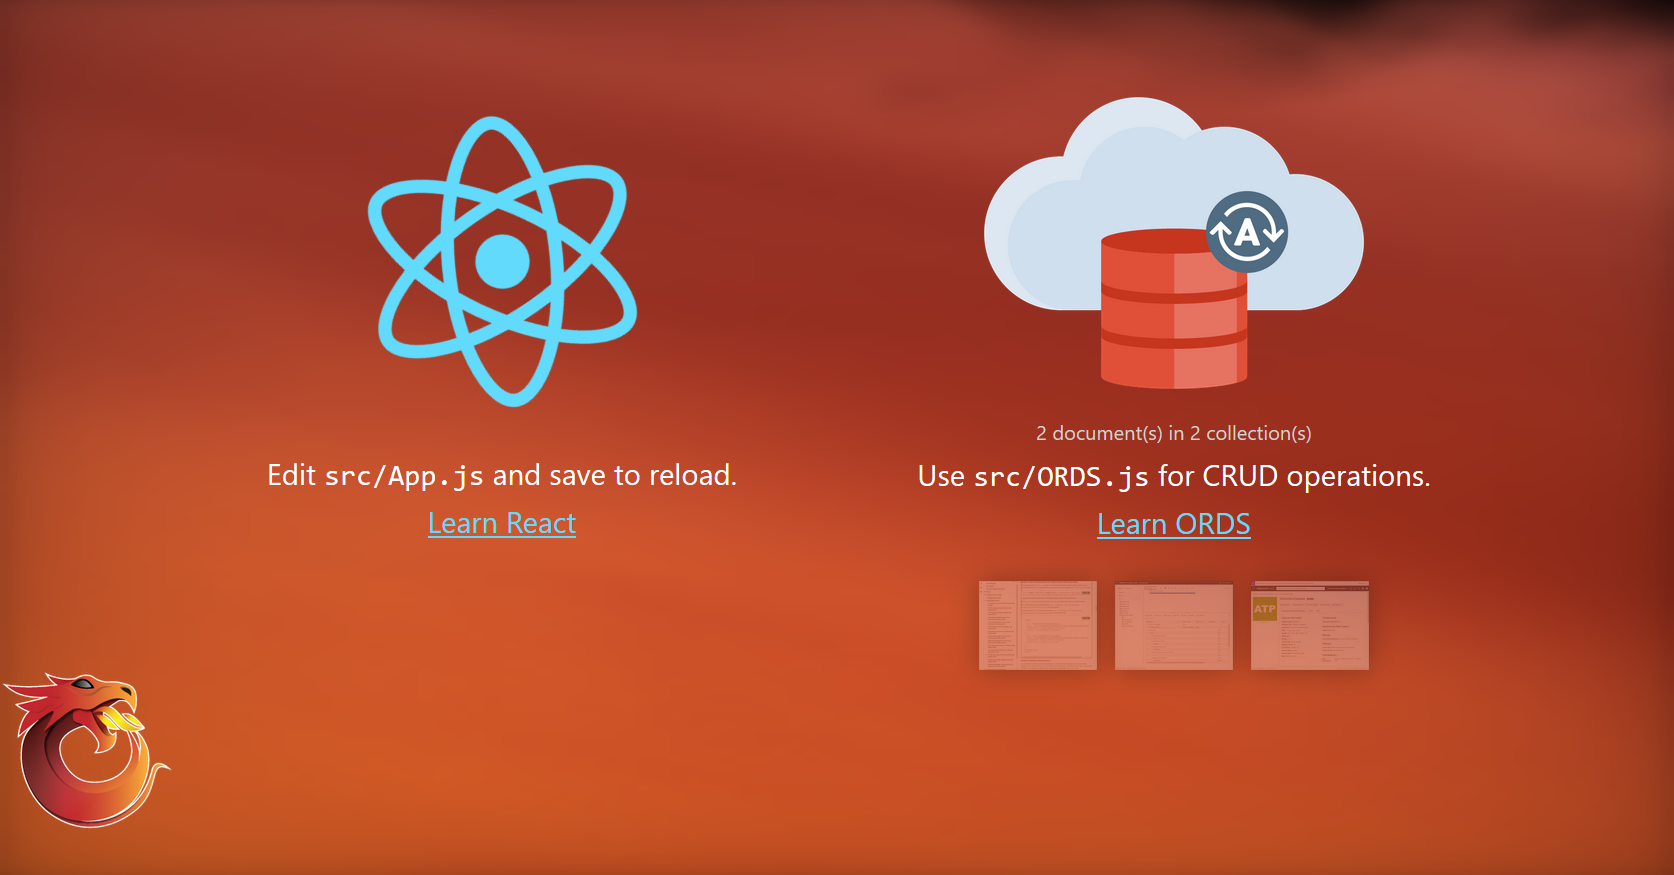 A
2 document(s) in 2 collection(s)
Edit src/App.js and save to reload.
Use src/ORDS.js for CRUD operations.
Learn React
Learn ORDS
ATP